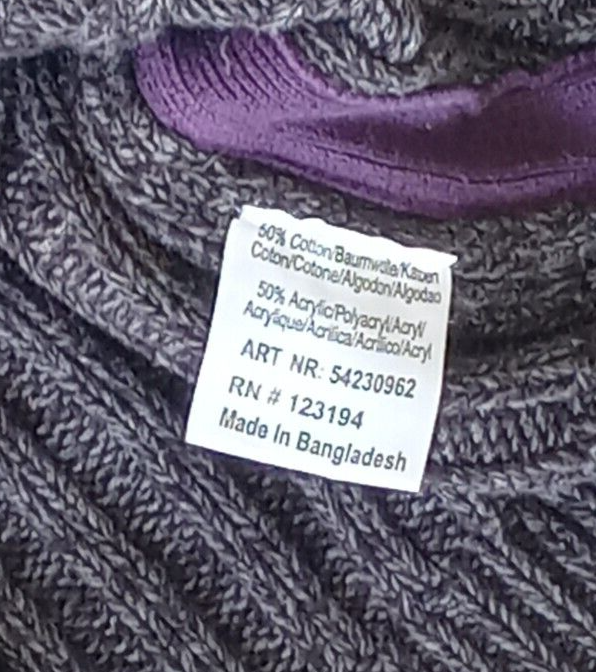 50% Cotton/Baumwolle/Katoen
Coton/Cotone/Algodon/Algodao
50% Acrylic/Polyacryl/Acryl/
Acrylique/Acrilica/Acrilico/Acryl
ART NR: 54230962
RN # 123194
Made In Bangladesh